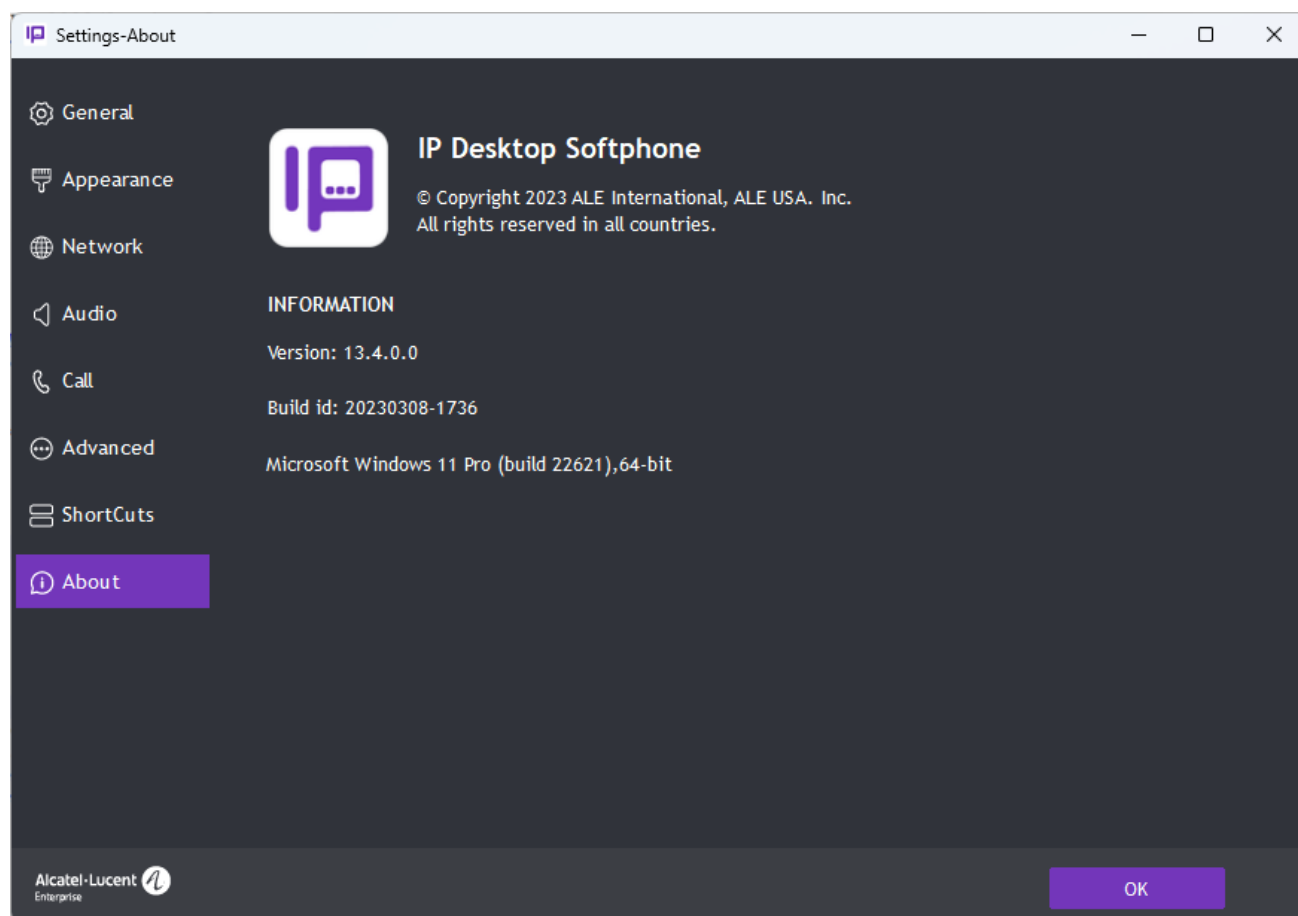 Settings-About
General
Appearance
Network
Audio
Call
Advanced
ShortCuts
About
IP Desktop Softphone
© Copyright 2023 ALE International, ALE USA. Inc.
All rights reserved in all countries.
INFORMATION
Version: 13.4.0.0
Build id: 20230308-1736
Microsoft Windows 11 Pro (build 22621),64-bit
Alcatel·Lucent
Enterprise
OK